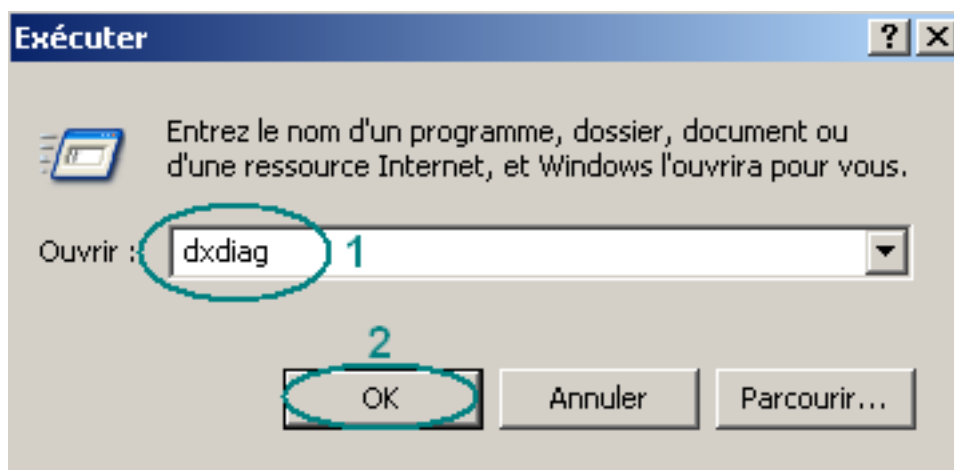 Exécuter
Entrez le nom d'un programme, dossier, document ou
d'une ressource Internet, et Windows l'ouvrira pour vous.
Ouvrir : dxdiag 1
2
OK Annuler Parcourir...